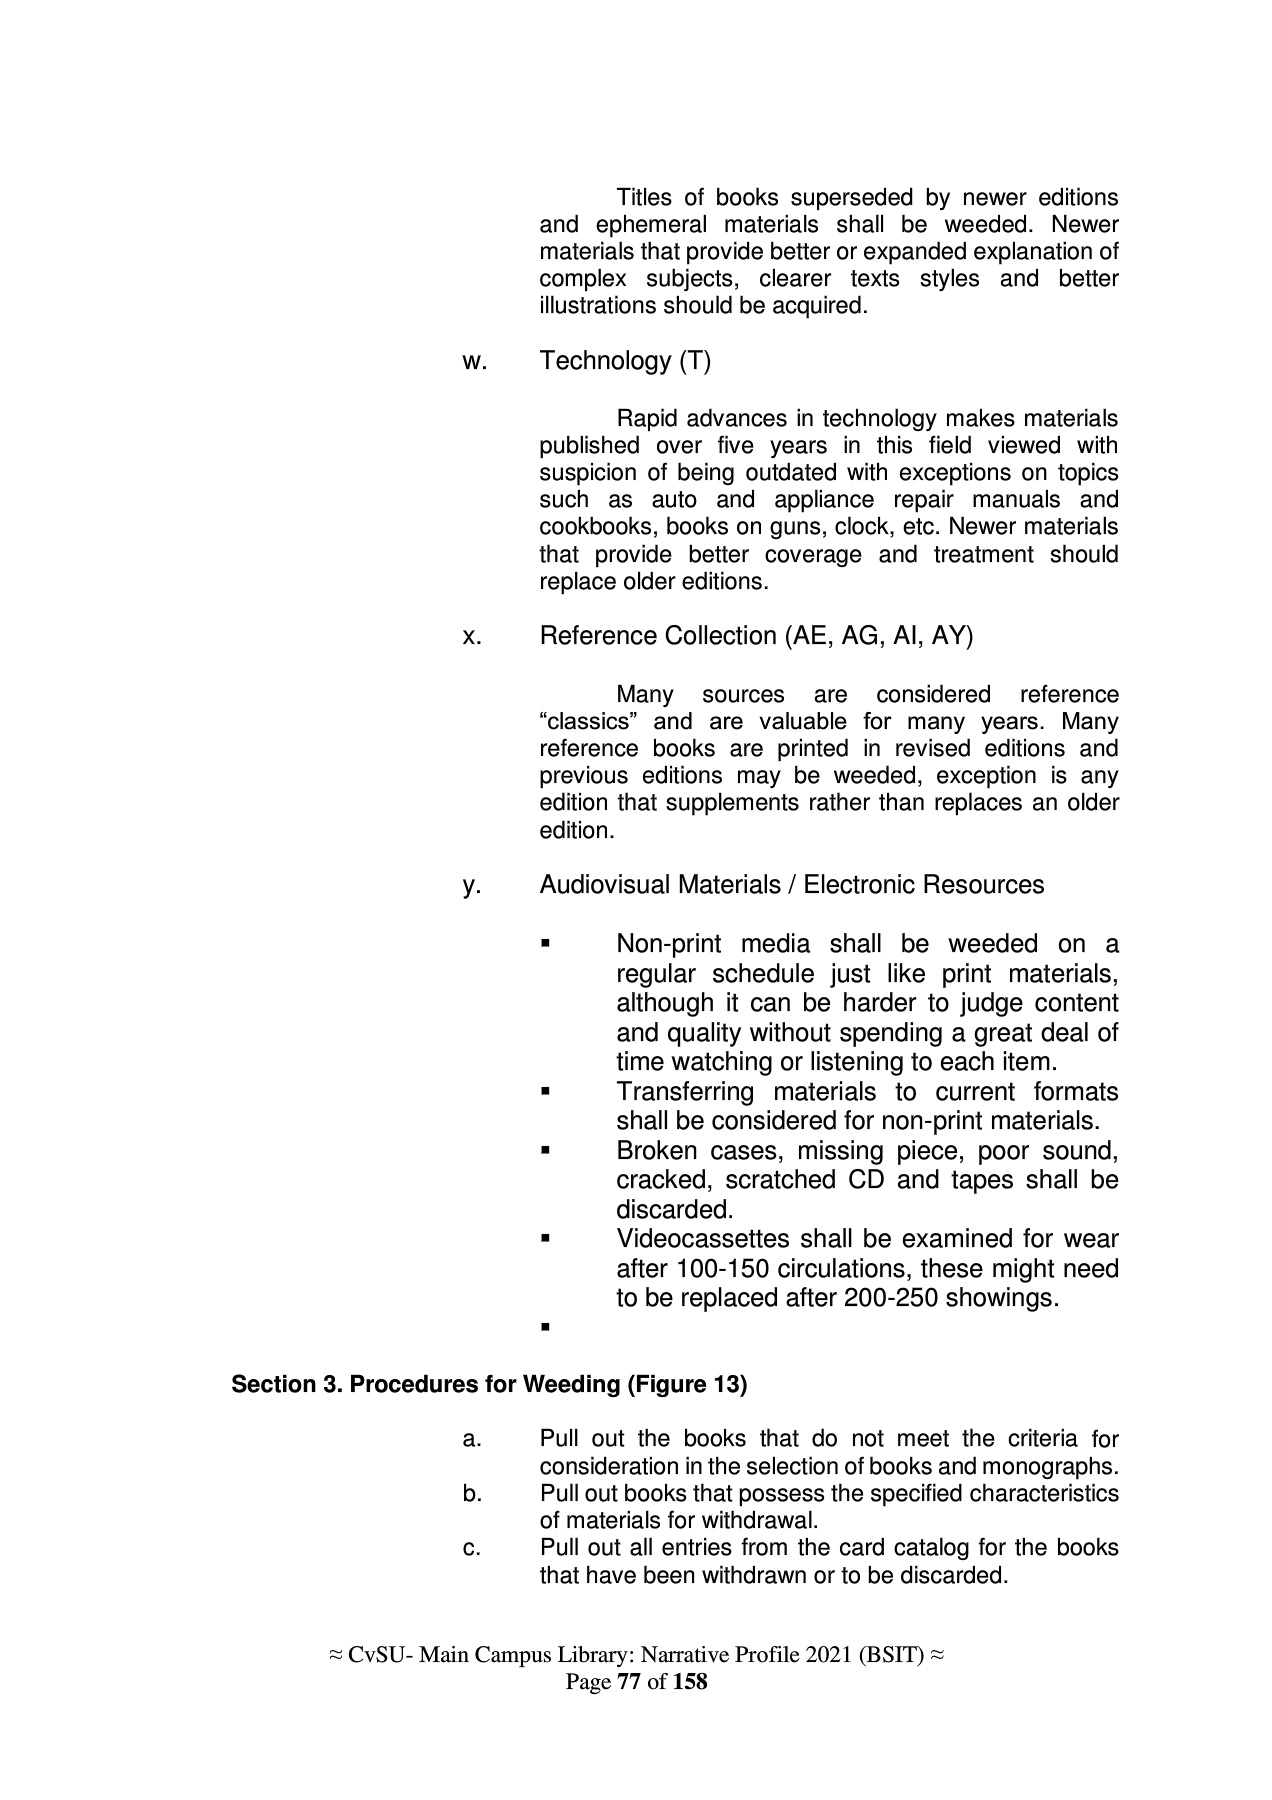 Titles of books superseded by newer editions
and ephemeral materials shall be weeded. Newer
materials that provide better or expanded explanation of
complex subjects, clearer texts styles and better
illustrations should be acquired.
w. Technology (T)
Rapid advances in technology makes materials
published over five years in this field viewed with
suspicion of being outdated with exceptions on topics
such as auto and appliance repair manuals and
cookbooks, books on guns, clock, etc. Newer materials
that provide better coverage and treatment should
replace older editions.
x. Reference Collection (AE, AG, AI, AY)
Many sources are considered reference
“classics” and are valuable for many years. Many
reference books are printed in revised editions and
previous editions may be weeded, exception is any
edition that supplements rather than replaces an older
edition.
y. Audiovisual Materials / Electronic Resources
▪ Non-print media shall be weeded on a
regular schedule just like print materials,
although it can be harder to judge content
and quality without spending a great deal of
time watching or listening to each item.
▪ Transferring materials to current formats
shall be considered for non-print materials.
▪ Broken cases, missing piece, poor sound,
cracked, scratched CD and tapes shall be
discarded.
▪ Videocassettes shall be examined for wear
after 100-150 circulations, these might need
to be replaced after 200-250 showings.
▪
Section 3. Procedures for Weeding (Figure 13)
a. Pull out the books that do not meet the criteria for
consideration in the selection of books and monographs.
b. Pull out books that possess the specified characteristics
of materials for withdrawal.
c. Pull out all entries from the card catalog for the books
that have been withdrawn or to be discarded.
≈ CvSU- Main Campus Library: Narrative Profile 2021 (BSIT) ≈
Page 77 of 158